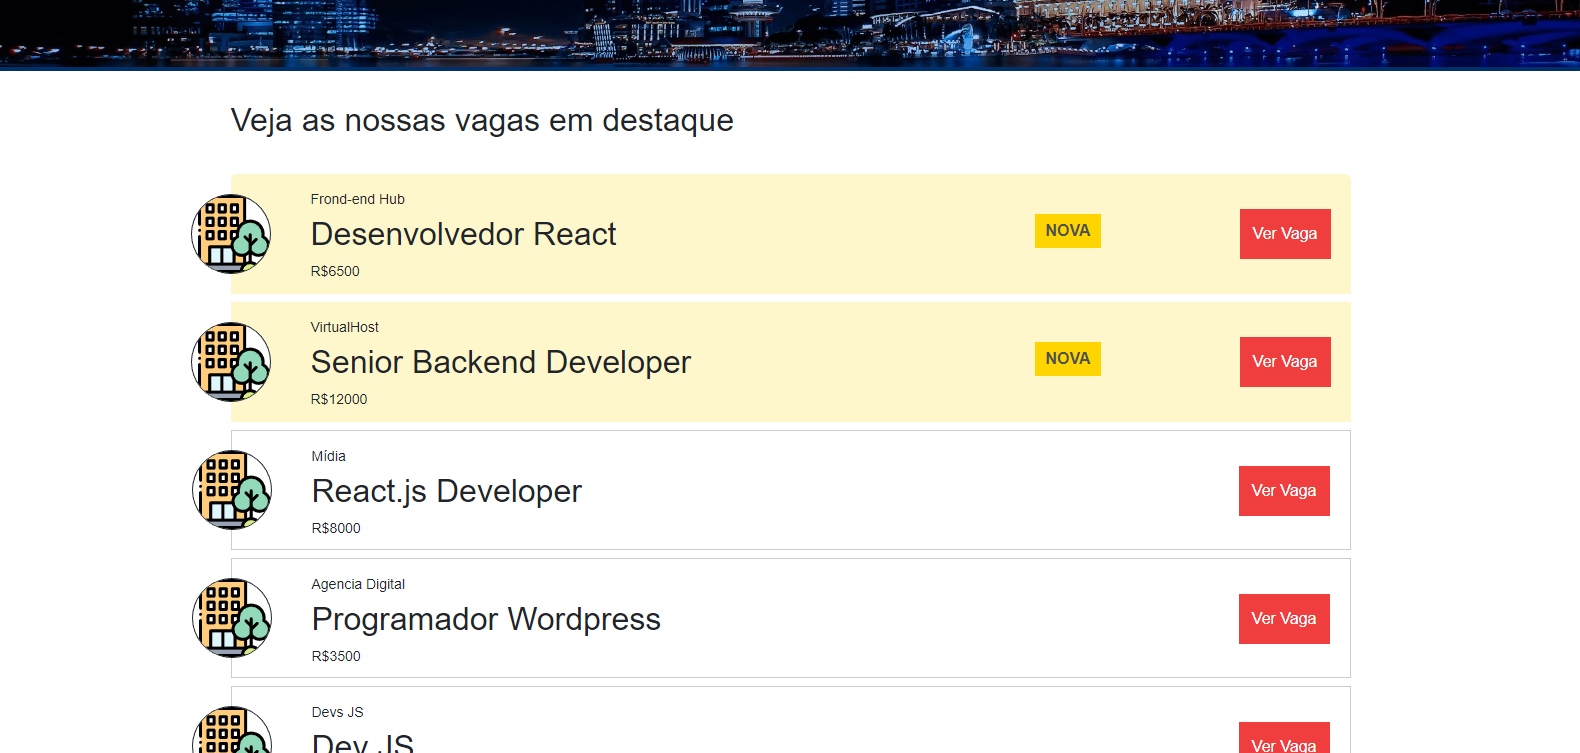 Veja as nossas vagas em destaque
Frond-end Hub
Desenvolvedor React
NOVA
Ver Vaga
R$6500
VirtualHost
Senior Backend Developer
NOVA
Ver Vaga
R$12000
Mídia
React.js Developer
Ver Vaga
R$8000
Agencia Digital
Programador Wordpress
Ver Vaga
R$3500
Devs JS
Dev JS
Ver Vaga